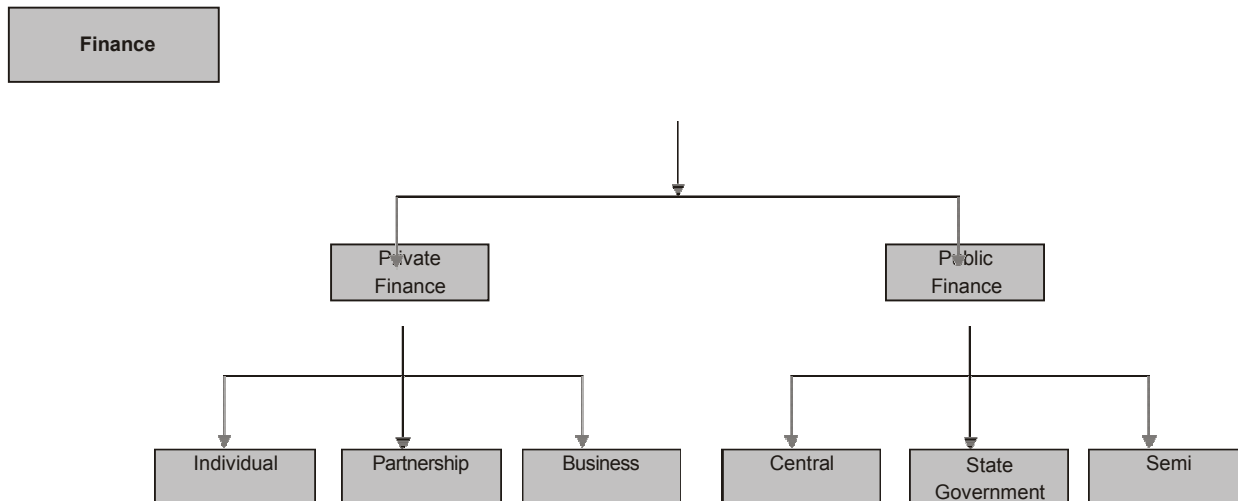 Finance
Private
Finance
Public
Finance
Individual
Partnership
Business
Central
State
Government
Semi